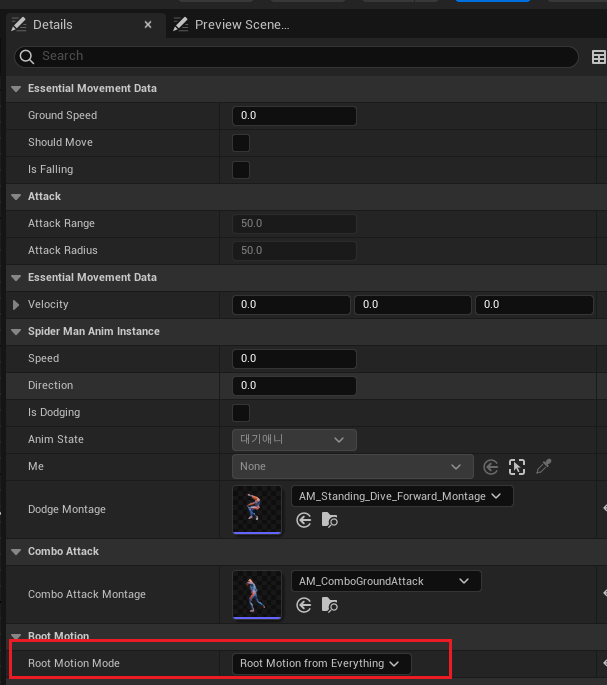 Details
Preview Scene...
Search
Essential Movement Data
Ground Speed 0.0
Should Move
Is Falling
Attack
Attack Range 50.0
Attack Radius 50.0
Essential Movement Data
Velocity 0.0 0.0 0.0
Spider Man Anim Instance
Speed 0.0
Direction 0.0
Is Dodging
Anim State 대기애니
Me None
Dodge Montage AM_Standing_Dive_Forward_Montage
Combo Attack
Combo Attack Montage AM_ComboGroundAttack
Root Motion
Root Motion Mode Root Motion from Everything